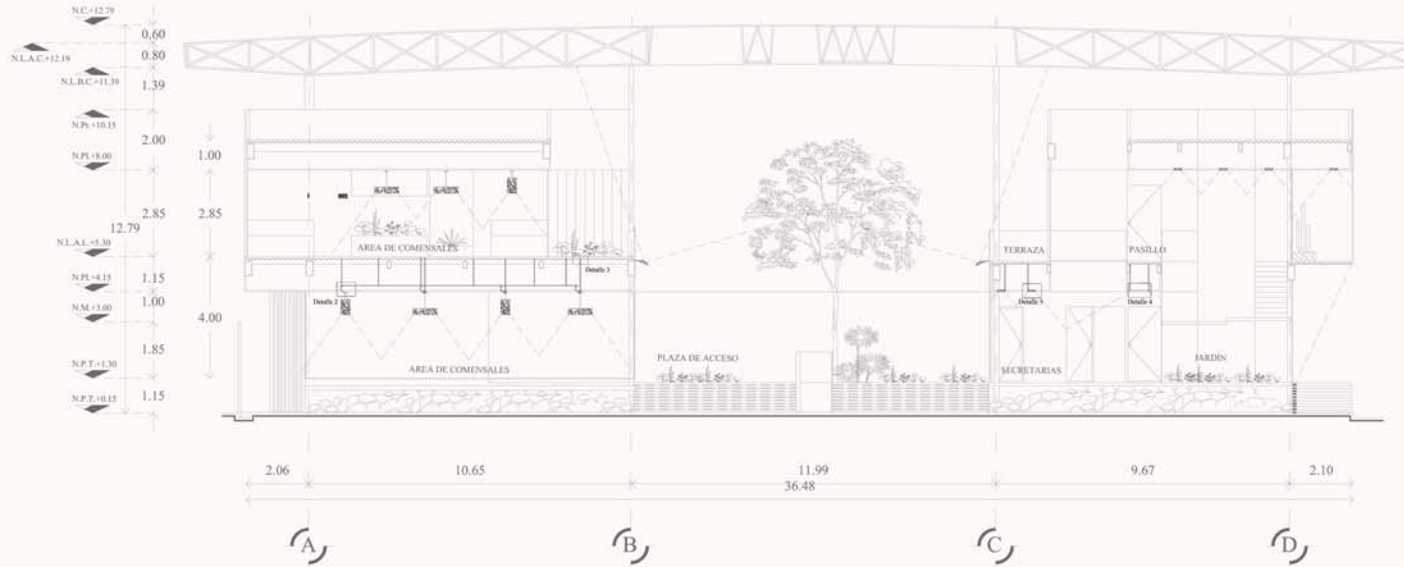 N.C.+12.79
0.60
N.L.A.C.+12.19
0.80
N.L.B.C.+11.39
1.39
N.Pr.+10.15
2.00
1.00
N.Pl.+8.00
2.85
2.85
12.79
N.L.A.L.+5.30
AREA DE COMENSALES
TERRAZA
PASILLO
Detalle 3
1.15
N.Pl.+4.15
Detalle 2
Detalle 5
Detalle 4
1.00
N.M.+3.00
4.00
1.85
PLAZA DE ACCESO
JARDÍN
N.P.T.+1.30
AREA DE COMENSALES
SECRETARIAS
1.15
N.P.T.+0.15
2.06
10.65
11.99
9.67
2.10
36.48
A
B
C
D